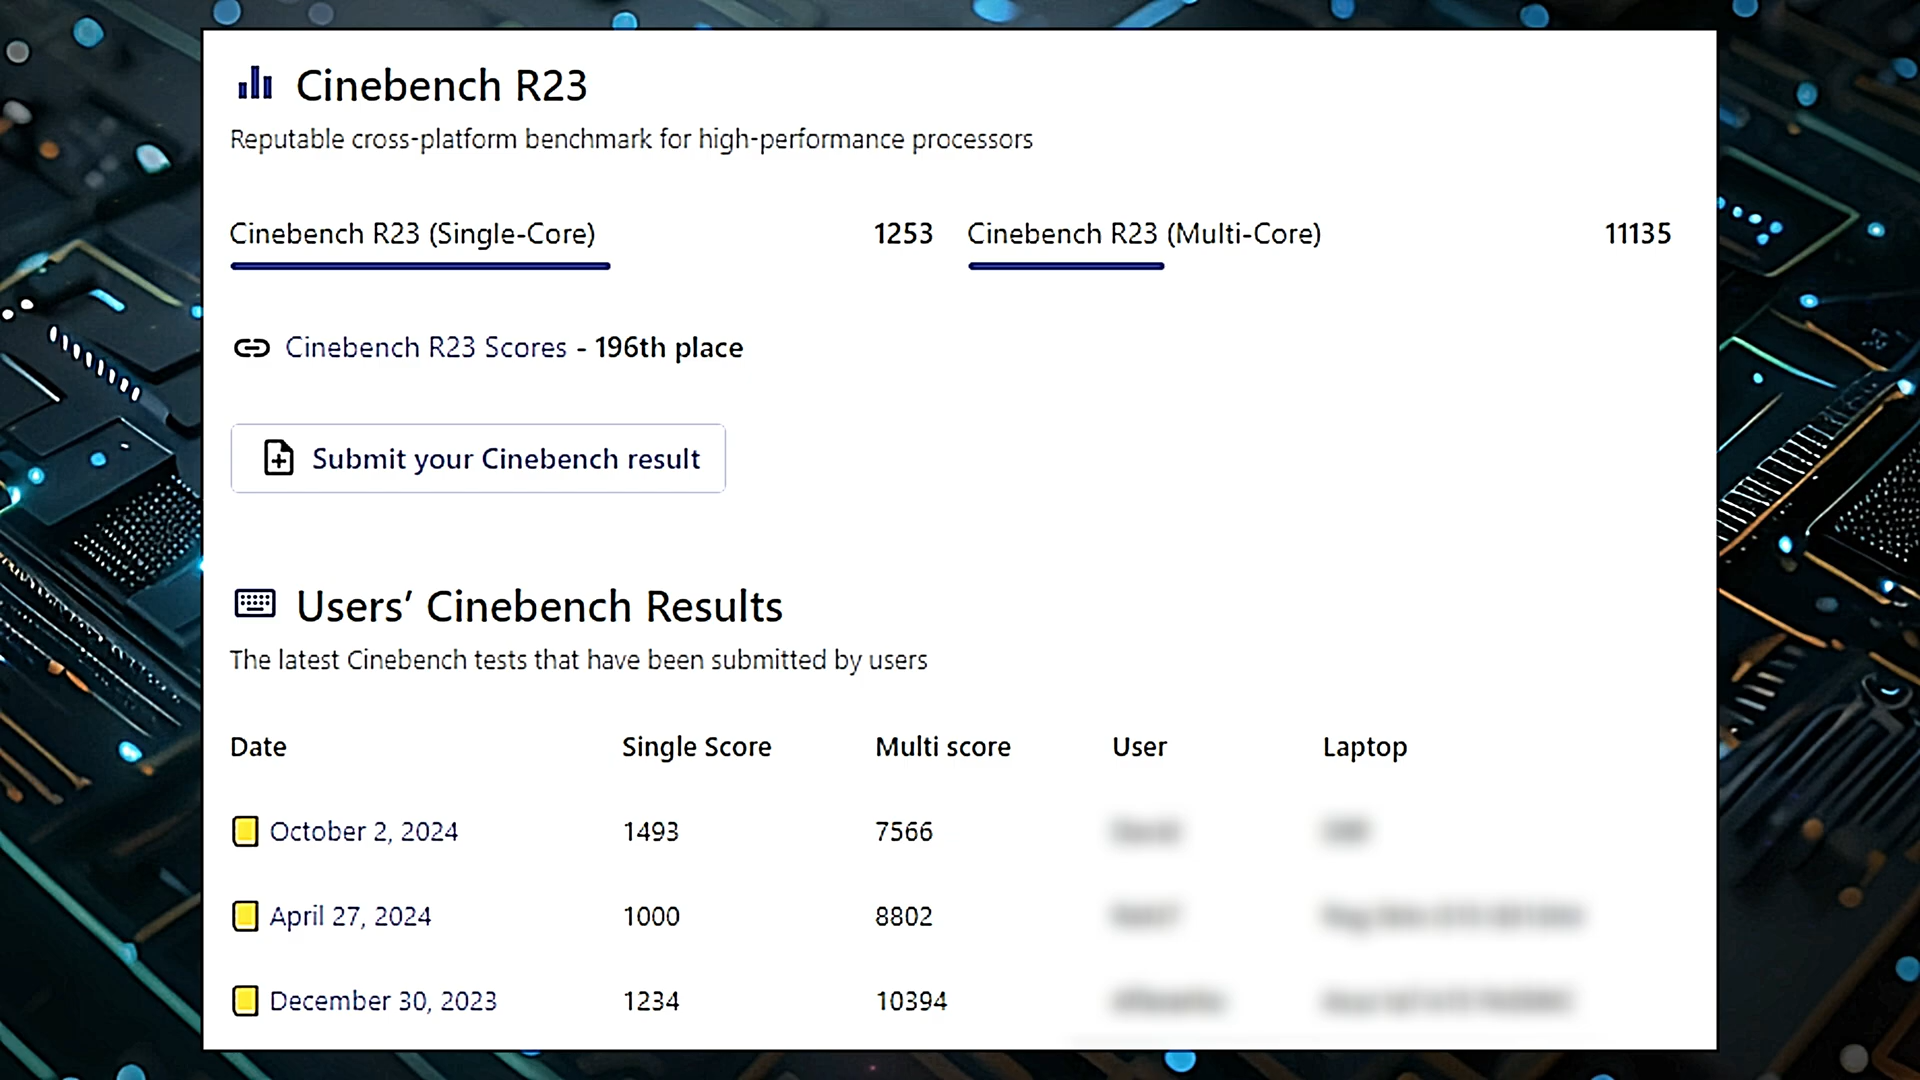 Cinebench R23
Reputable cross-platform benchmark for high-performance processors
Cinebench R23 (Single-Core) 1253 Cinebench R23 (Multi-Core) 11135
Cinebench R23 Scores - 196th place
Submit your Cinebench result
Users’ Cinebench Results
The latest Cinebench tests that have been submitted by users
Date Single Score Multi score User Laptop
October 2, 2024 1493 7566
April 27, 2024 1000 8802
December 30, 2023 1234 10394